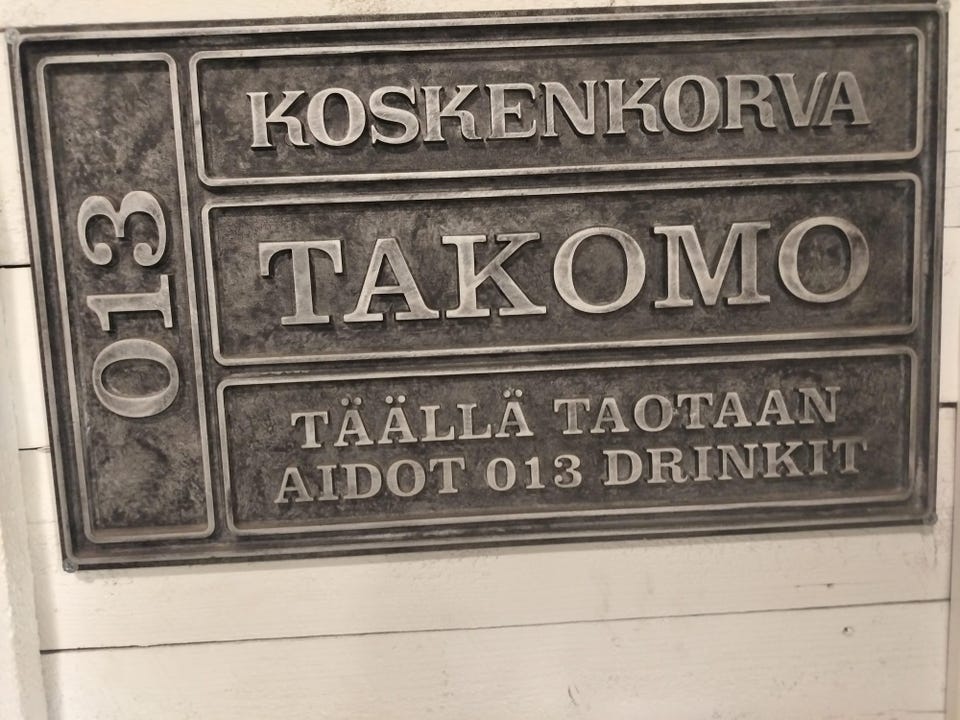 013
KOSKENKORVA
TAKOMO
TÄÄLLÄ TAOTAAN
AIDOT 013 DRINKIT